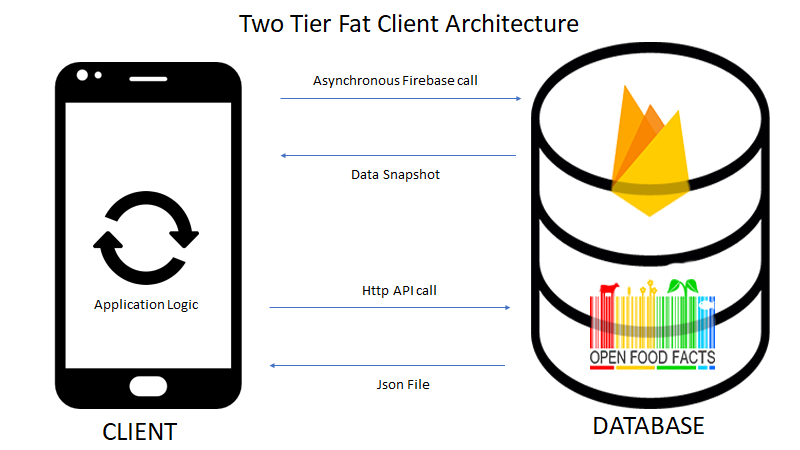 Two Tier Fat Client Architecture
Asynchronous Firebase call
Data Snapshot
Application Logic
Http API call
OPEN FOOD FACTS
Json File
CLIENT
DATABASE